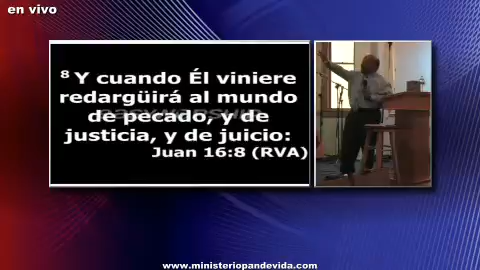 en vivo
8 Y cuando Él viniere
redargüirá al mundo
de pecado, y de
justicia, y de juicio:
Juan 16:8 (RVA)
www.ministeriopandevida.com